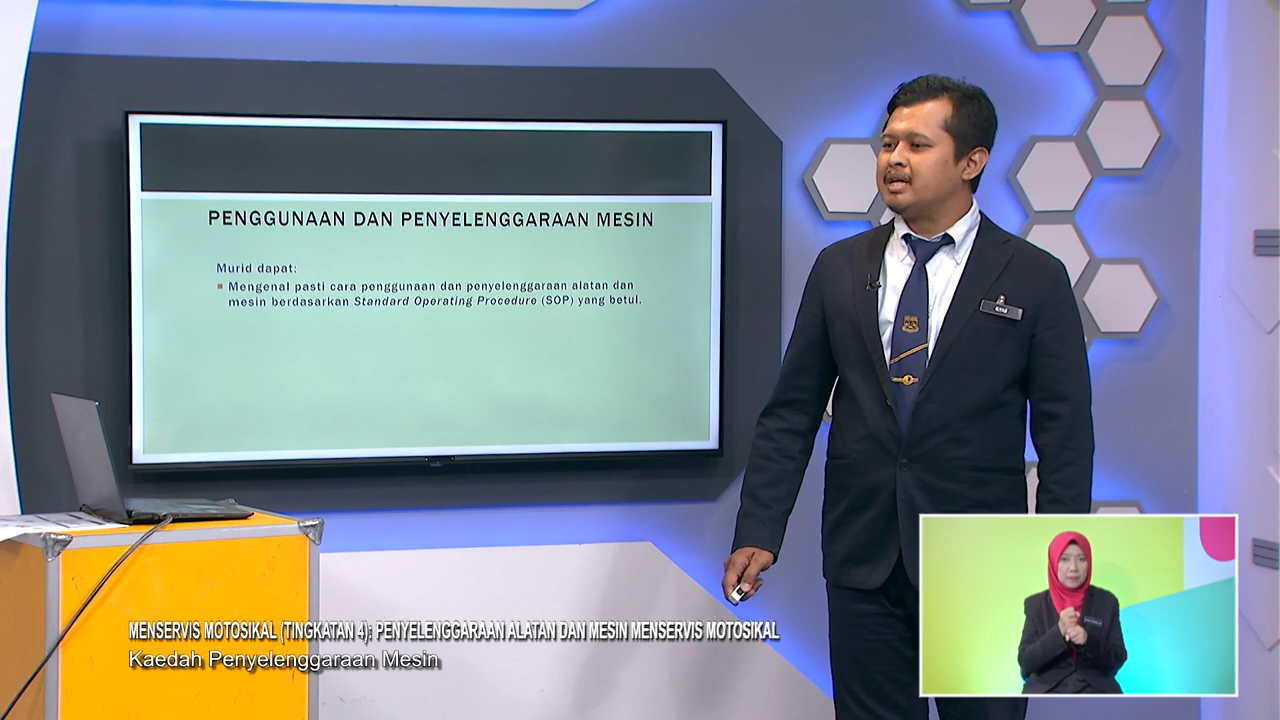 PENGGUNAAN DAN PENYELENGGARAAN MESIN
Murid dapat:
Mengenal pasti cara penggunaan dan penyelenggaraan alatan dan
mesin berdasarkan Standard Operating Procedure (SOP) yang betul.
MENSERVIS MOTOSIKAL (TINGKATAN 4): PENYELENGGARAAN ALATAN DAN MESIN MENSERVIS MOTOSIKAL
Kaedah Penyelenggaraan Mesin